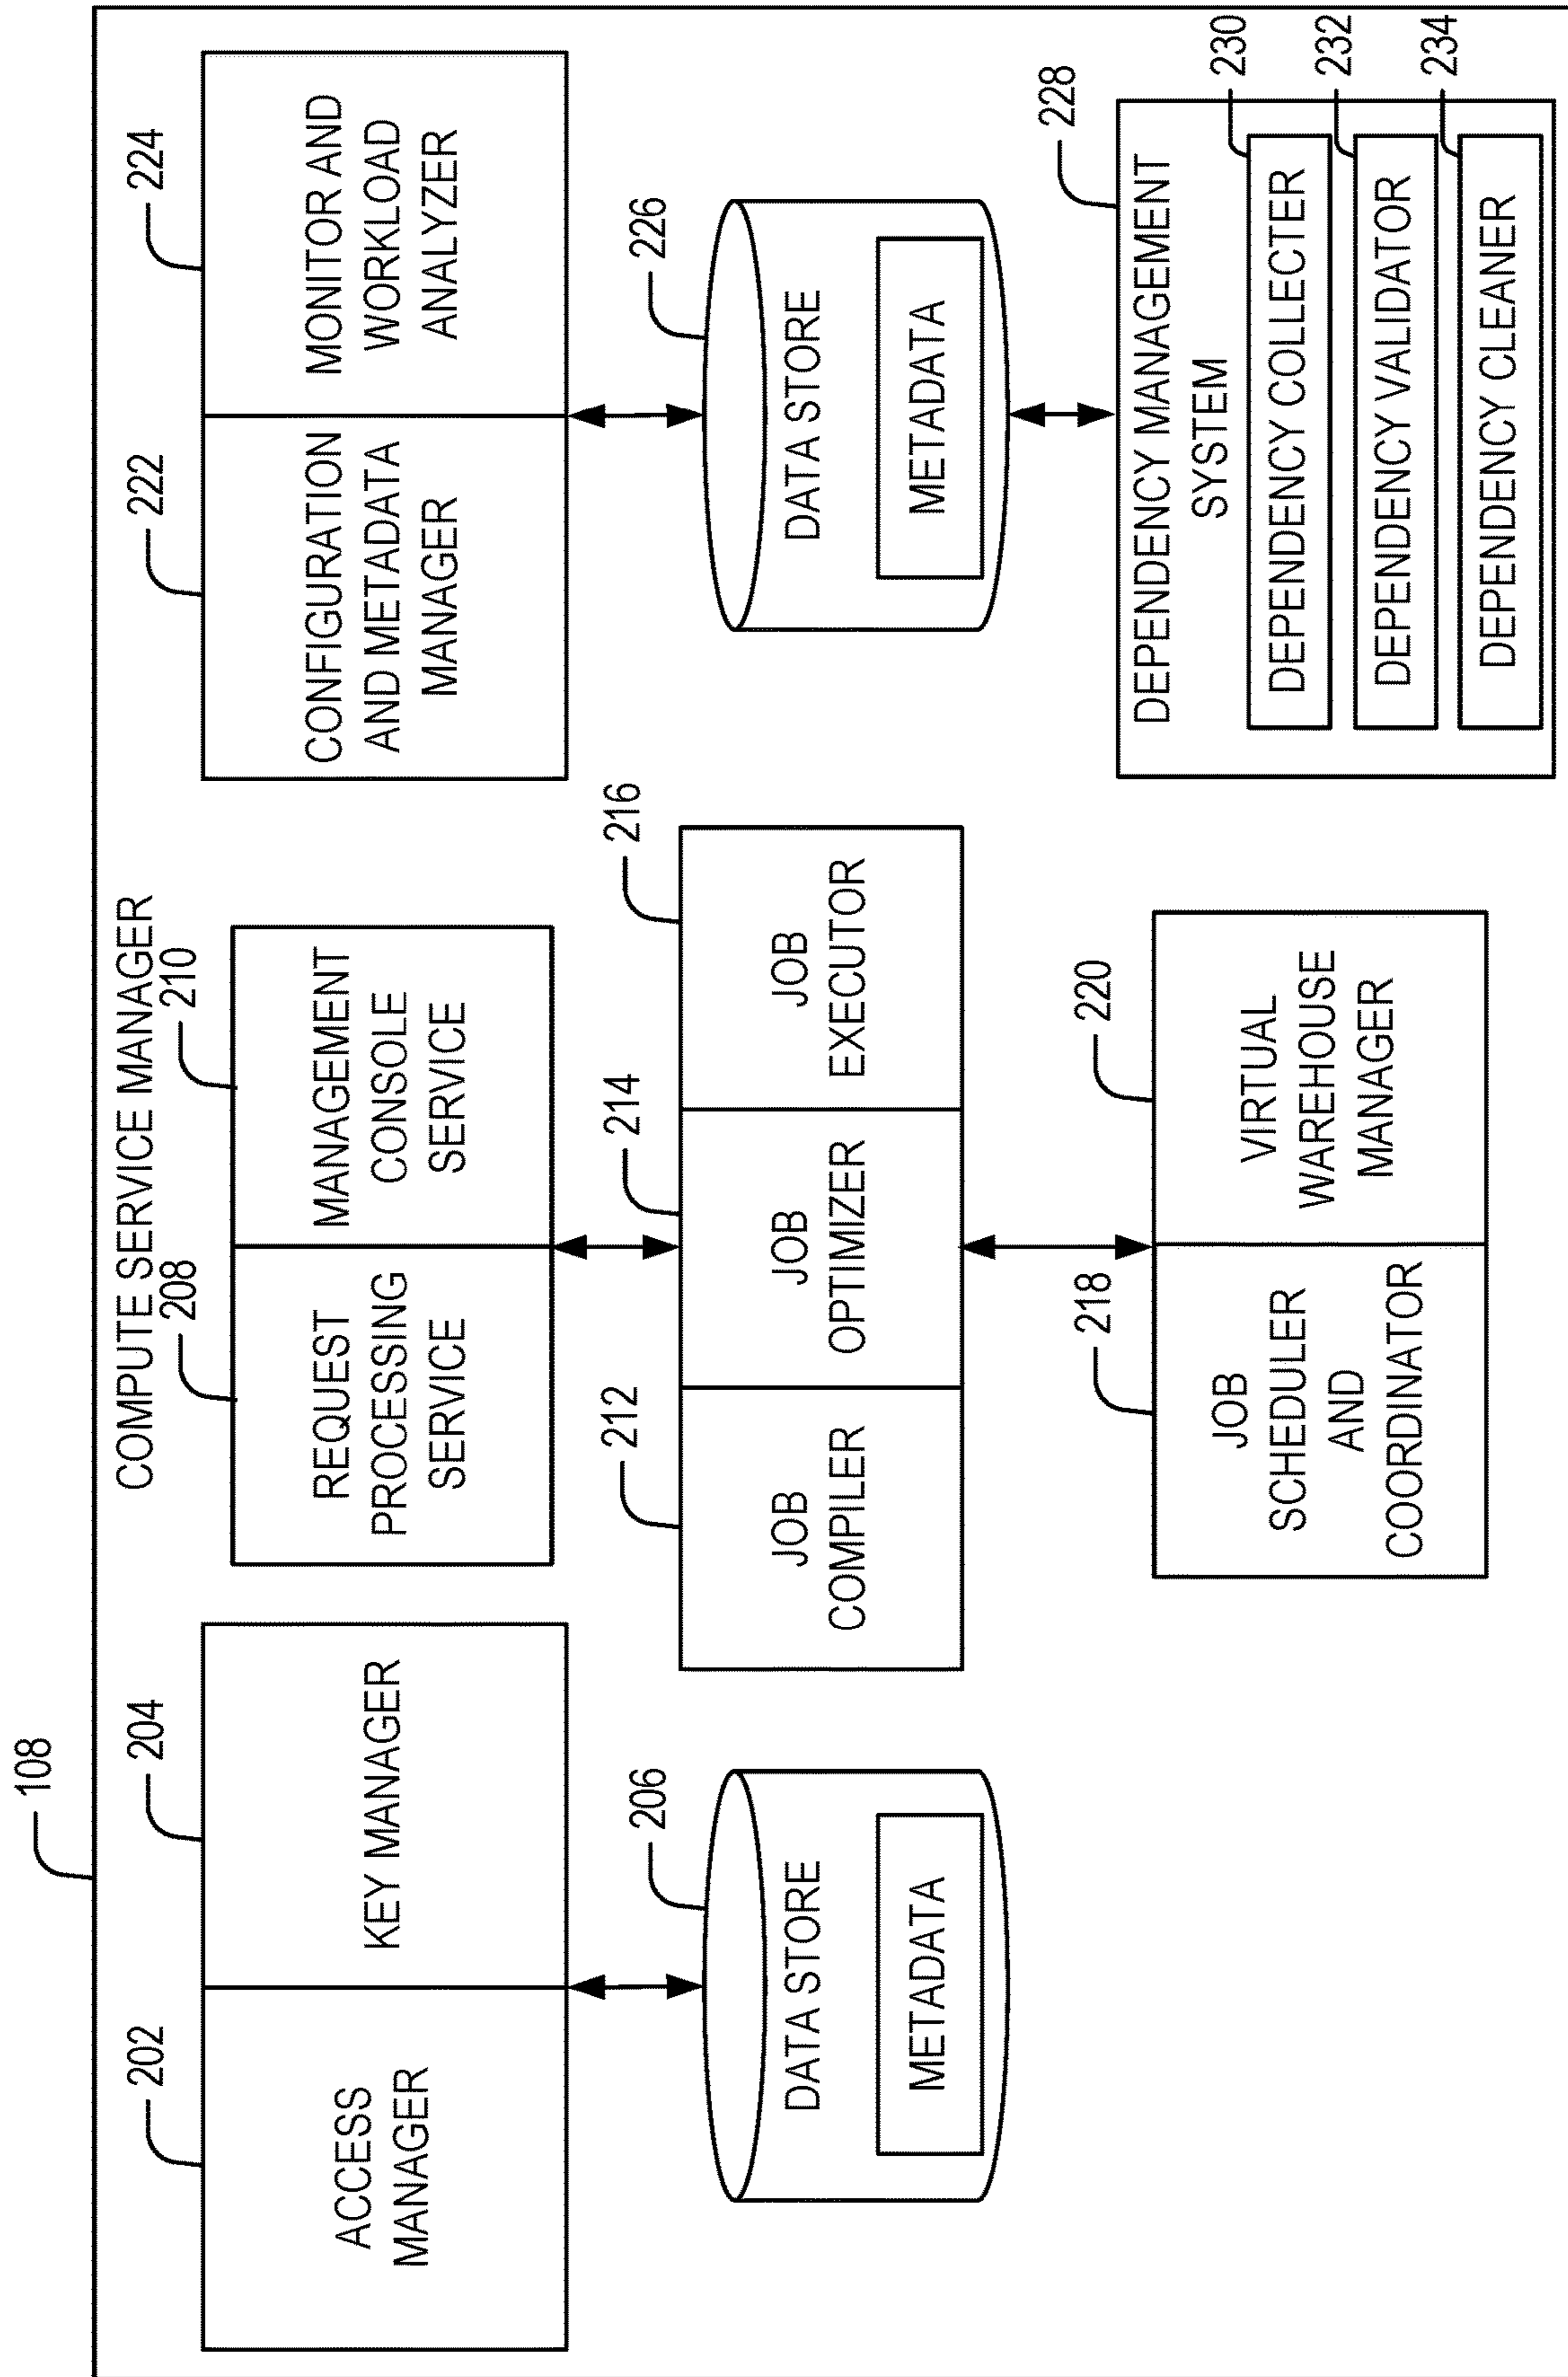 108
COMPUTE SERVICE MANAGER
202
204
ACCESS
MANAGER
KEY MANAGER
206
DATA STORE
METADATA
208
210
REQUEST
PROCESSING
SERVICE
MANAGEMENT
CONSOLE
SERVICE
212
214
216
JOB
COMPILER
JOB
OPTIMIZER
JOB
EXECUTOR
218
220
JOB
SCHEDULER
AND
COORDINATOR
VIRTUAL
WAREHOUSE
MANAGER
222
224
CONFIGURATION
AND METADATA
MANAGER
MONITOR AND
WORKLOAD
ANALYZER
226
DATA STORE
METADATA
228
DEPENDENCY MANAGEMENT
SYSTEM
230
DEPENDENCY COLLECTER
232
DEPENDENCY VALIDATOR
234
DEPENDENCY CLEANER